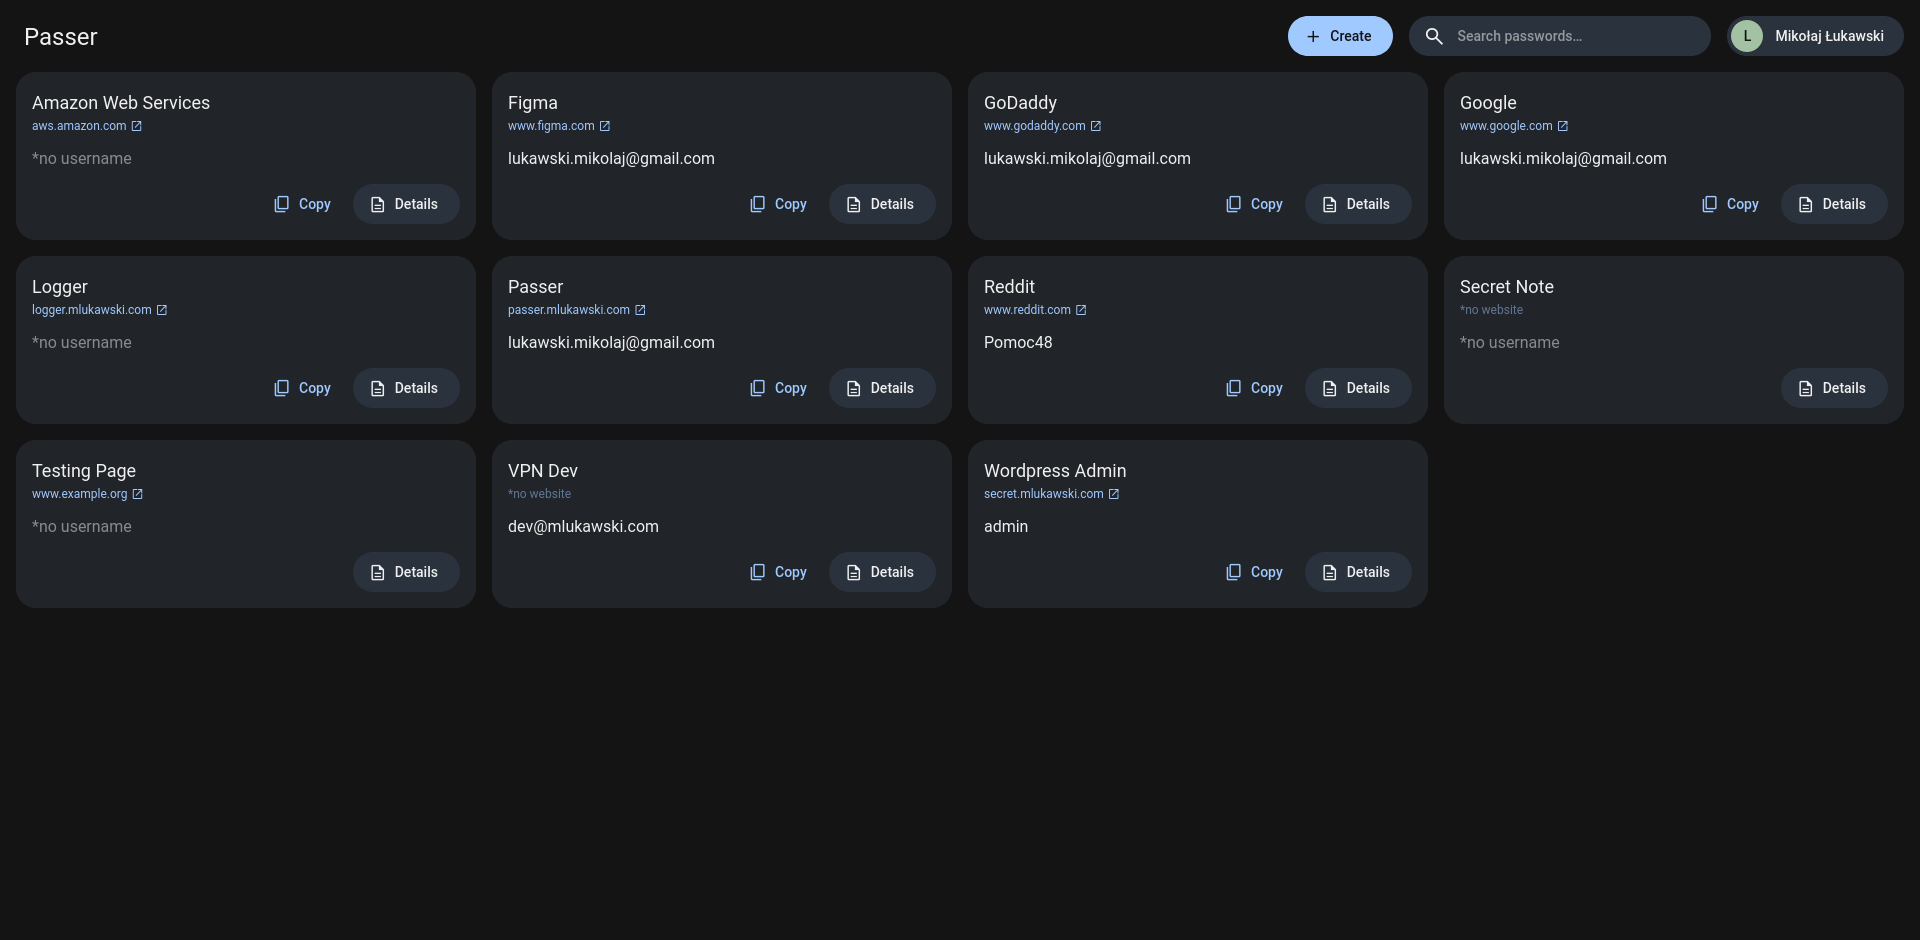 Passer
Create
Search passwords...
L
Mikołaj Łukawski
Amazon Web Services
aws.amazon.com
*no username
Copy
Details
Figma
www.figma.com
lukawski.mikolaj@gmail.com
Copy
Details
GoDaddy
www.godaddy.com
lukawski.mikolaj@gmail.com
Copy
Details
Google
www.google.com
lukawski.mikolaj@gmail.com
Copy
Details
Logger
logger.mlukawski.com
*no username
Copy
Details
Passer
passer.mlukawski.com
lukawski.mikolaj@gmail.com
Copy
Details
Reddit
www.reddit.com
Pomoc48
Copy
Details
Secret Note
*no website
*no username
Details
Testing Page
www.example.org
*no username
Details
VPN Dev
*no website
dev@mlukawski.com
Copy
Details
Wordpress Admin
secret.mlukawski.com
admin
Copy
Details